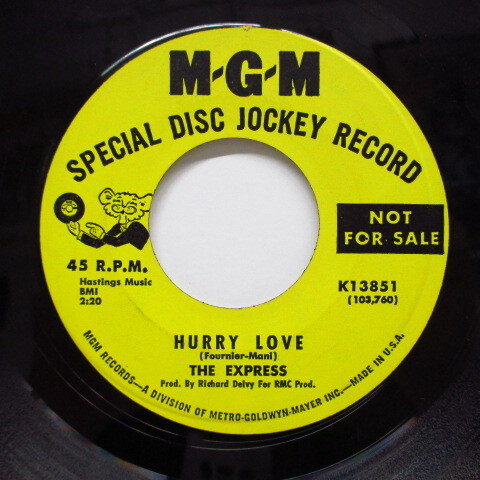 M-G-M
SPECIAL DISC JOCKEY RECORD
NOT
FOR SALE
45 R.P.M.
Hastings Music
BMI
2:20
K13851
(103,760)
HURRY LOVE
(Fournier-Mani)
THE EXPRESS
Prod. By Richard Delvy For RMC Prod.
MGM RECORDS—A DIVISION OF METRO-GOLDWYN-MAYER INC.—MADE IN U.S.A.